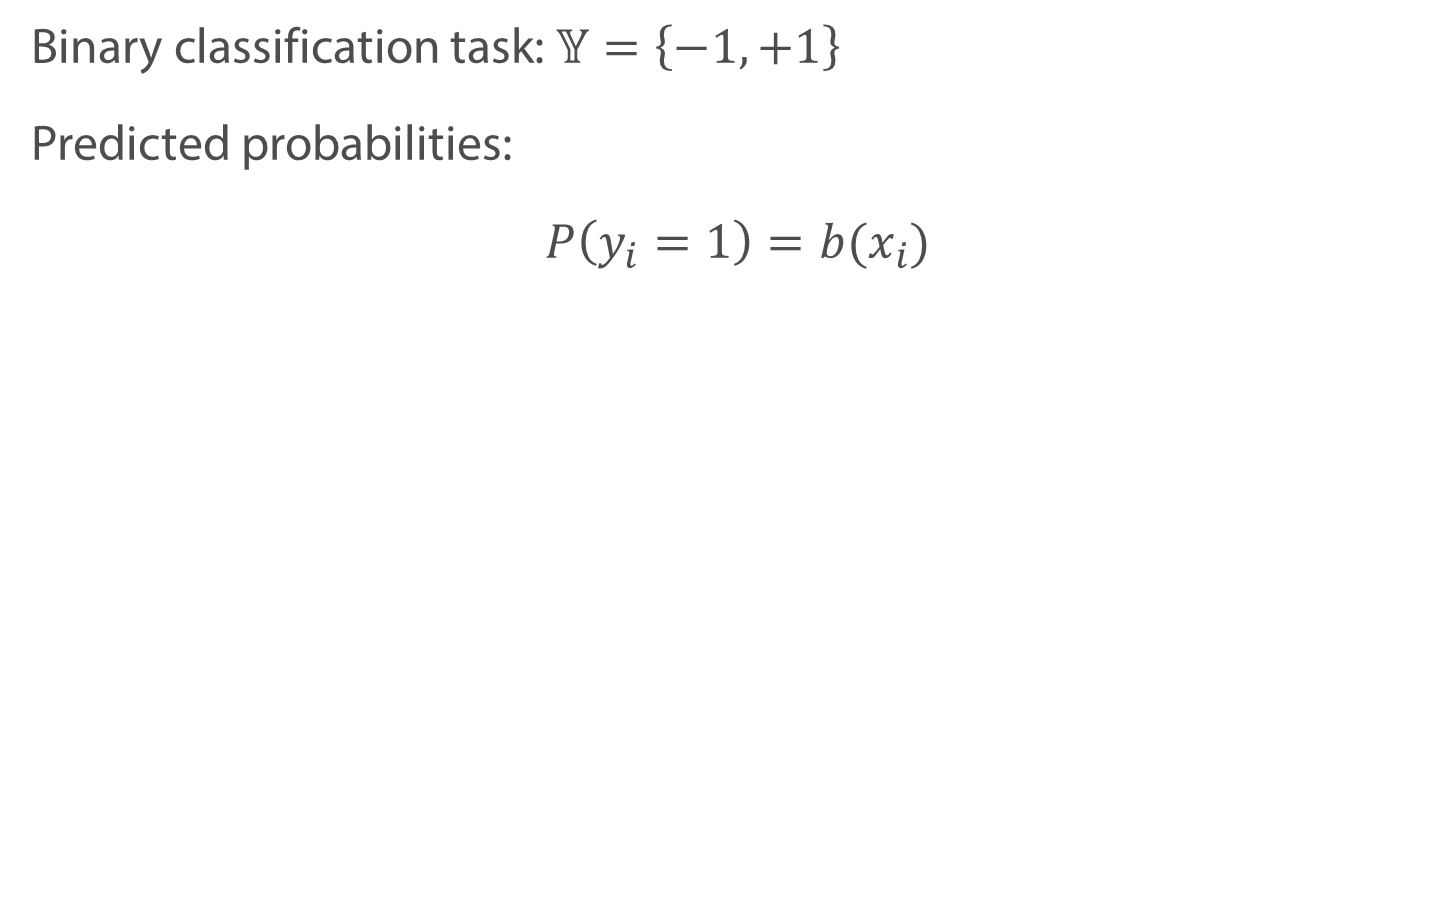 Binary classification task: 𝕐 = {−1, +1}
Predicted probabilities:
P(yᵢ = 1) = b(xᵢ)